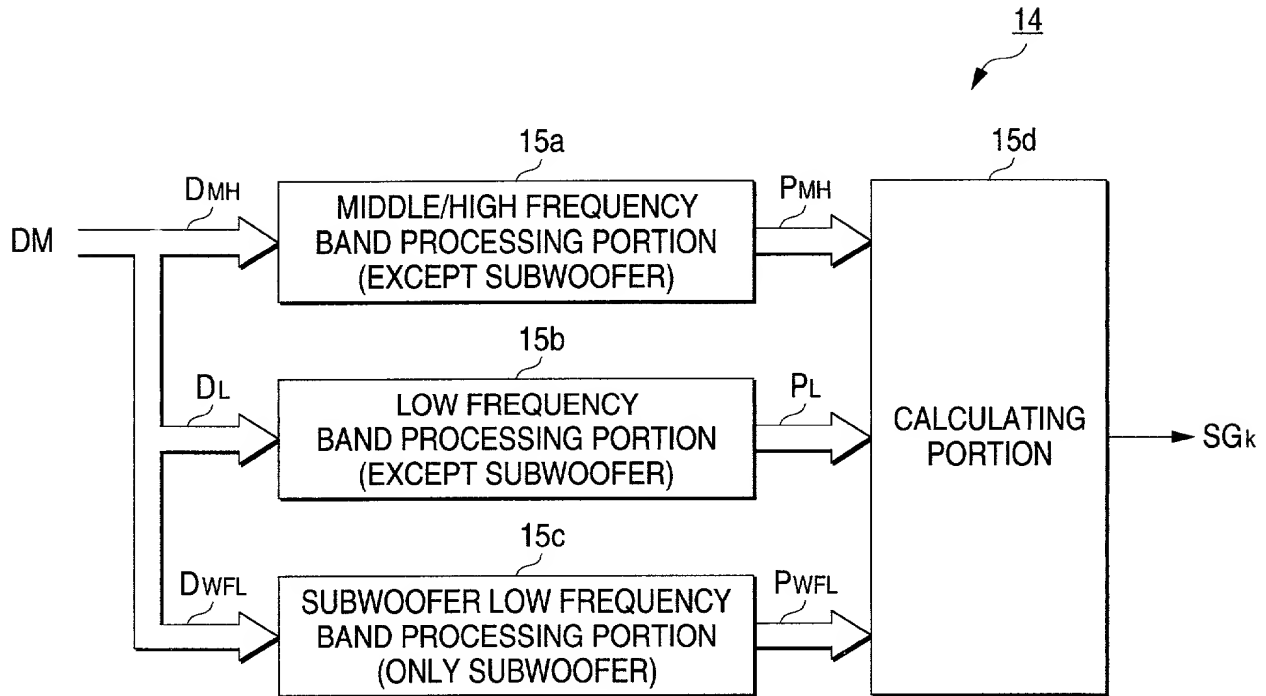 14
15a
15d
DMH
MIDDLE/HIGH FREQUENCY
BAND PROCESSING PORTION
(EXCEPT SUBWOOFER)
PMH
DM
15b
DL
LOW FREQUENCY
BAND PROCESSING PORTION
(EXCEPT SUBWOOFER)
PL
CALCULATING
PORTION
SGk
15c
DWFL
SUBWOOFER LOW FREQUENCY
BAND PROCESSING PORTION
(ONLY SUBWOOFER)
PWFL